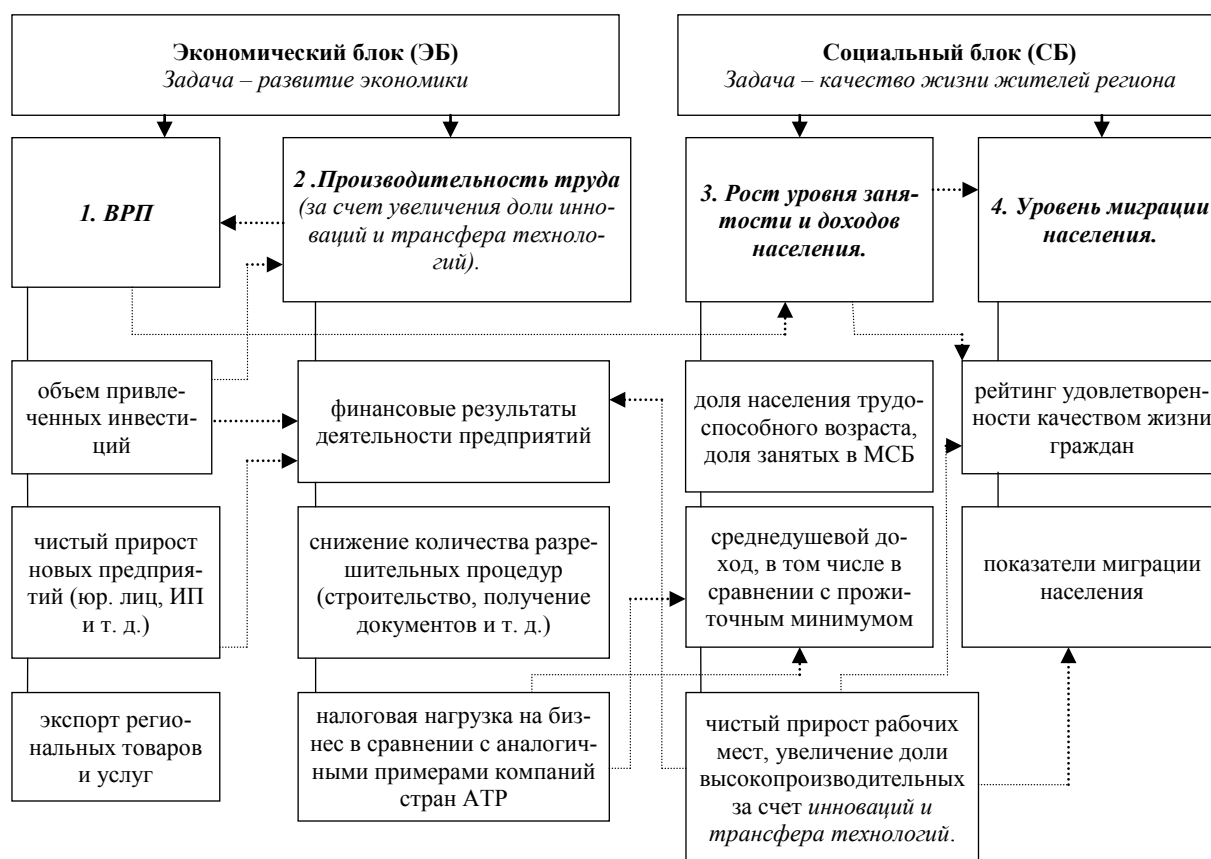 Экономический блок (ЭБ)
Задача – развитие экономики
Социальный блок (СБ)
Задача – качество жизни жителей региона
1. ВРП
2 .Производительность труда
(за счет увеличения доли инно-
ваций и трансфера техноло-
гий).
3. Рост уровня заня-
тости и доходов
населения.
4. Уровень миграции
населения.
объем привле-
ченных инвести-
ций
финансовые результаты
деятельности предприятий
доля населения трудо-
способного возраста,
доля занятых в МСБ
рейтинг удовлетворен-
ности качеством жизни
граждан
чистый прирост
новых предприя-
тий (юр. лиц, ИП
и т. д.)
снижение количества разре-
шительных процедур
(строительство, получение
документов и т. д.)
среднедушевой до-
ход, в том числе в
сравнении с прожи-
точным минимумом
показатели миграции
населения
экспорт регио-
нальных товаров
и услуг
налоговая нагрузка на биз-
нес в сравнении с аналогич-
ными примерами компаний
стран АТР
чистый прирост рабочих
мест, увеличение доли
высокопроизводительных
за счет инноваций и
трансфера технологий.